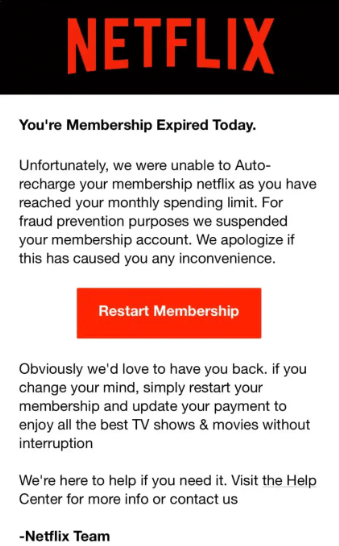 NETFLIX
You're Membership Expired Today.
Unfortunately, we were unable to Auto-
recharge your membership netflix as you have
reached your monthly spending limit. For
fraud prevention purposes we suspended
your membership account. We apologize if
this has caused you any inconvenience.
Restart Membership
Obviously we'd love to have you back. if you
change your mind, simply restart your
membership and update your payment to
enjoy all the best TV shows & movies without
interruption
We're here to help if you need it. Visit the Help
Center for more info or contact us
-Netflix Team